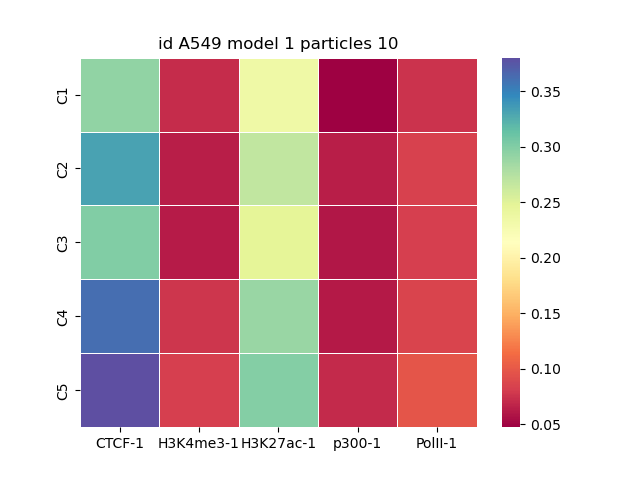 id A549 model 1 particles 10
C1
C2
C3
C4
C5
CTCF-1 H3K4me3-1 H3K27ac-1 p300-1 PolII-1
0.35
0.30
0.25
0.20
0.15
0.10
0.05